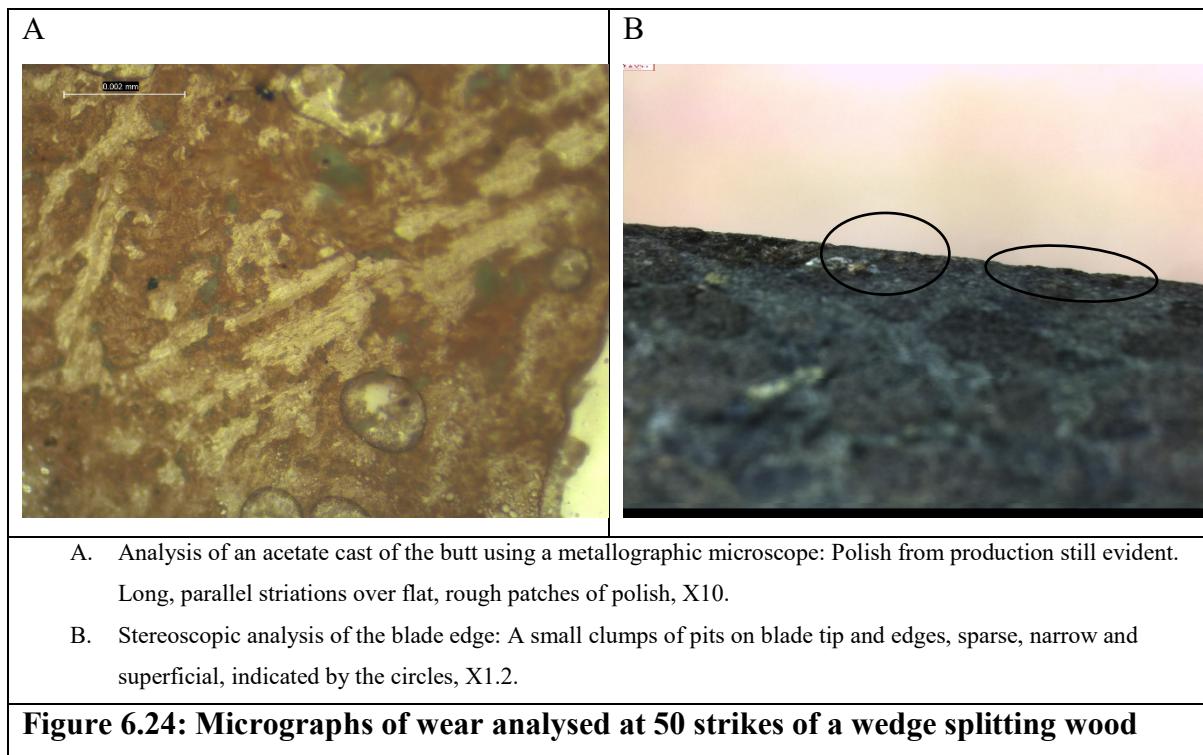 A
B
0.002 mm
A. Analysis of an acetate cast of the butt using a metallographic microscope: Polish from production still evident.
Long, parallel striations over flat, rough patches of polish, X10.
B. Stereoscopic analysis of the blade edge: A small clumps of pits on blade tip and edges, sparse, narrow and
superficial, indicated by the circles, X1.2.
Figure 6.24: Micrographs of wear analysed at 50 strikes of a wedge splitting wood